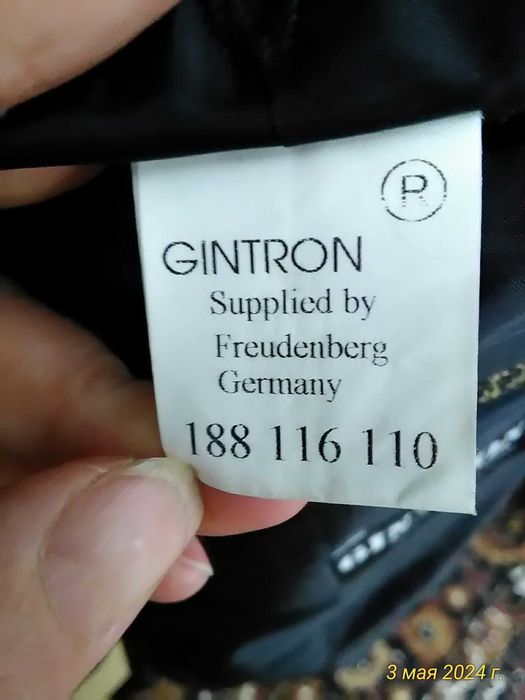 ®
GINTRON
Supplied by
Freudenberg
Germany
188 116 110
3 мая 2024 г.